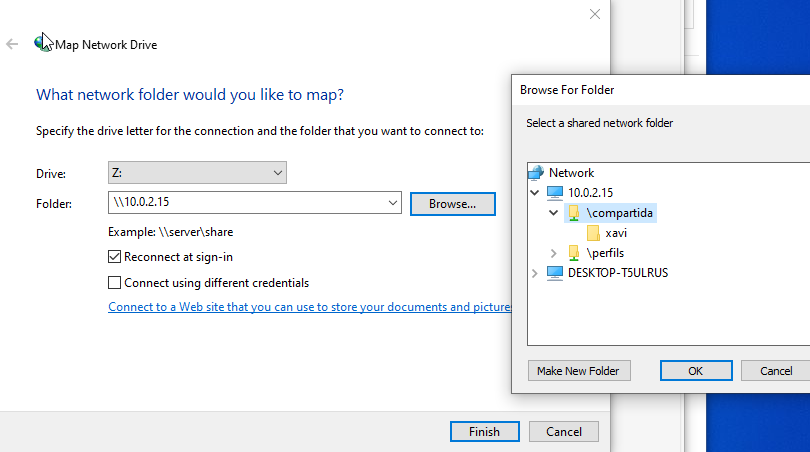 Map Network Drive
What network folder would you like to map?
Specify the drive letter for the connection and the folder that you want to connect to:
Drive: Z:
Folder: \\10.0.2.15 Browse...
Example: \\server\share
Reconnect at sign-in
Connect using different credentials
Connect to a Web site that you can use to store your documents and pictures
Finish Cancel
Browse For Folder
Select a shared network folder
Network
10.0.2.15
\compartida
xavi
\perfils
DESKTOP-T5ULRUS
Make New Folder OK Cancel